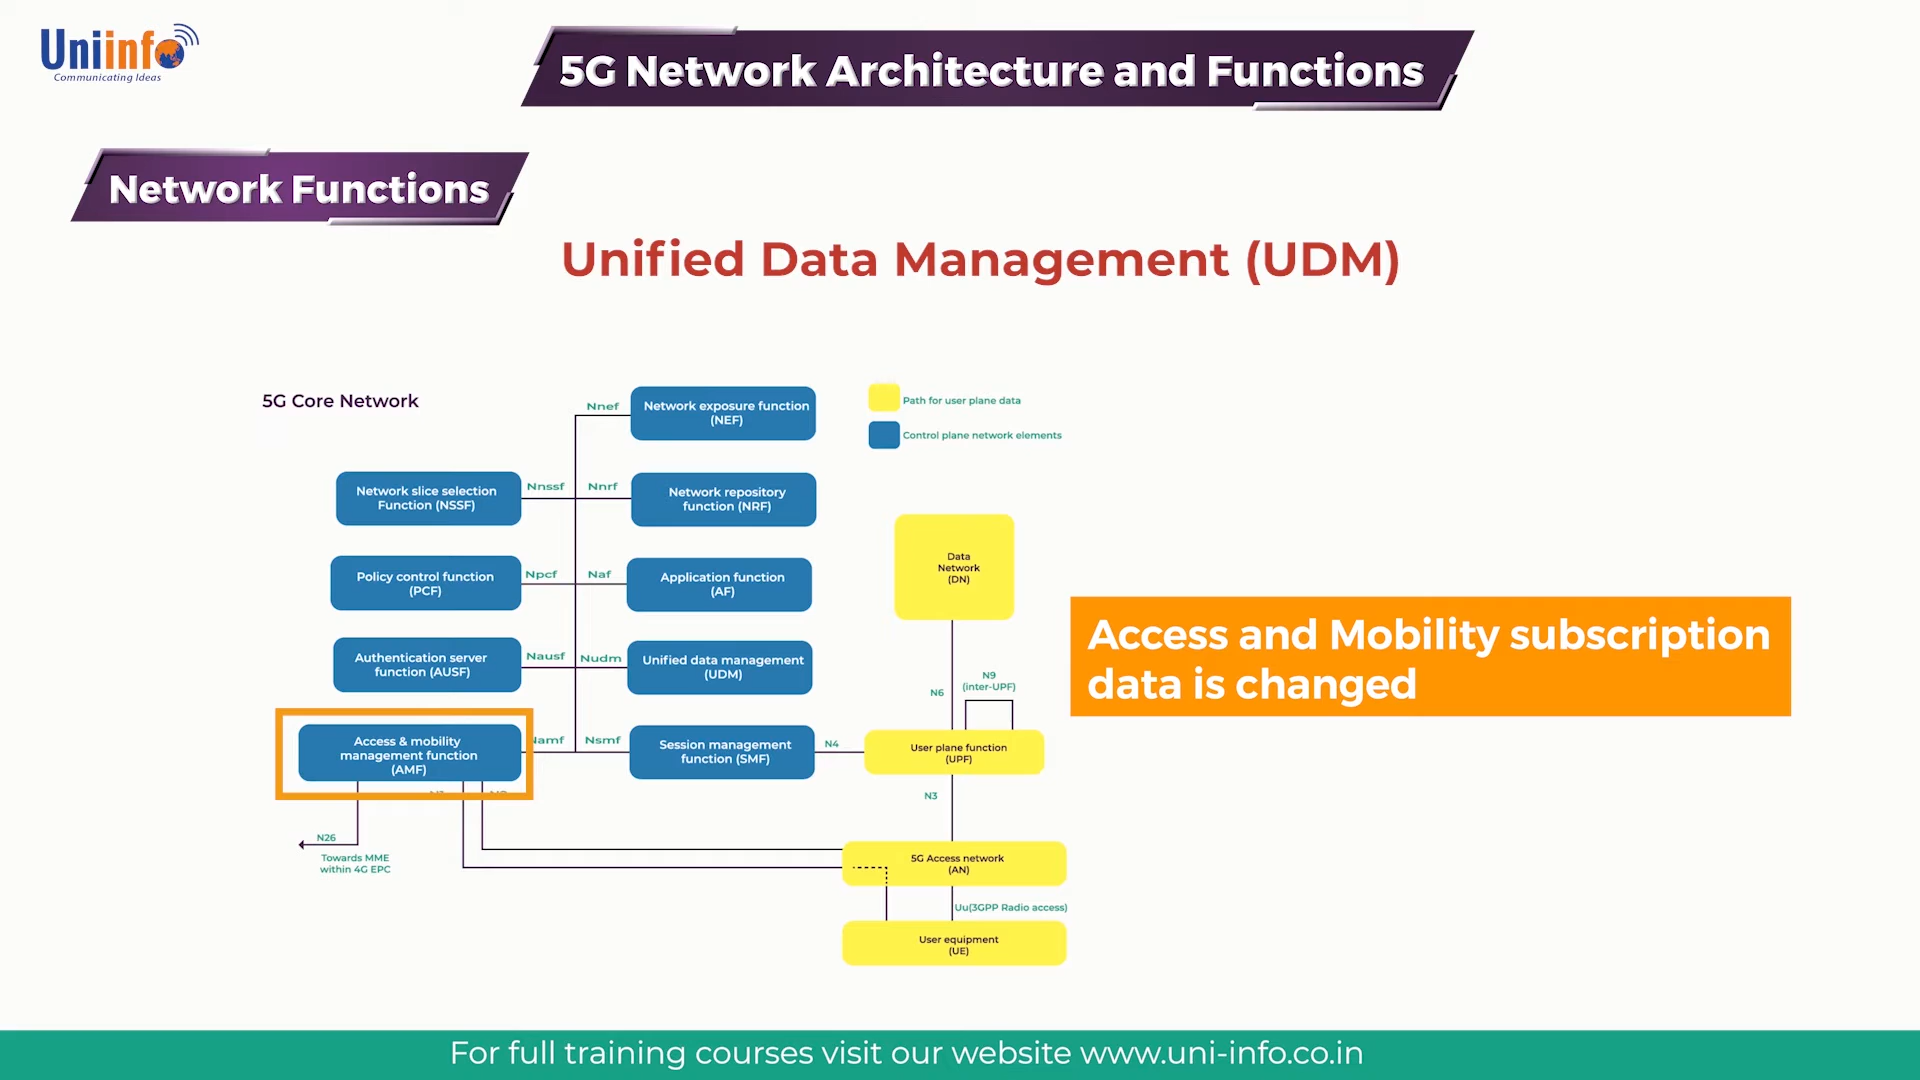 Uniinfo
Communicating Ideas
5G Network Architecture and Functions
Network Functions
Unified Data Management (UDM)
5G Core Network
Nnef
Network exposure function
(NEF)
Path for user plane data
Control plane network elements
Network slice selection
Function (NSSF)
Nnssf
Nnrf
Network repository
function (NRF)
Data
Network
(DN)
Policy control function
(PCF)
Npcf
Naf
Application function
(AF)
Access and Mobility subscription
data is changed
Authentication server
function (AUSF)
Nausf
Nudm
Unified data management
(UDM)
N6
N9
(inter-UPF)
Access & mobility
management function
(AMF)
Namf
Nsmf
Session management
function (SMF)
N4
User plane function
(UPF)
N3
N26
Towards MME
within 4G EPC
5G Access network
(AN)
Uu(3GPP Radio access)
User equipment
(UE)
For full training courses visit our website www.uni-info.co.in